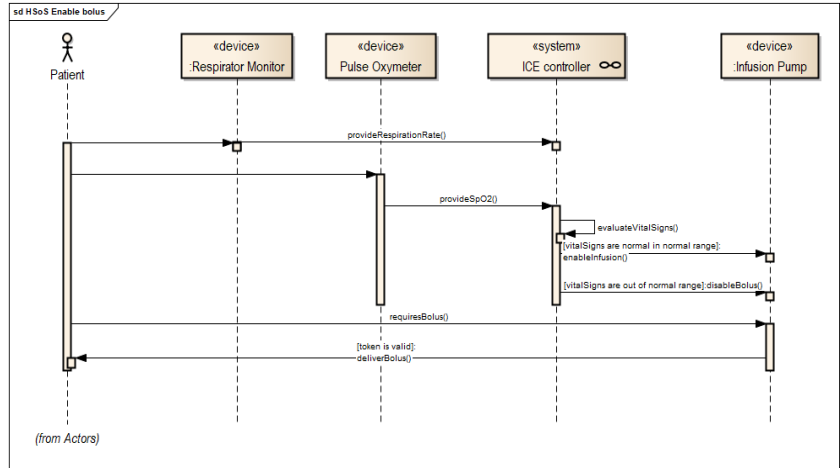 sd HSoS Enable bolus
Patient
«device»
:Respirator Monitor
«device»
Pulse Oxymeter
«system»
ICE controller
«device»
:Infusion Pump
provideRespirationRate()
provideSpO2()
evaluateVitalSigns()
[vitalSigns are normal in normal range]:
enableInfusion()
[vitalSigns are out of normal range]:disableBolus()
requiresBolus()
[token is valid]:
deliverBolus()
(from Actors)